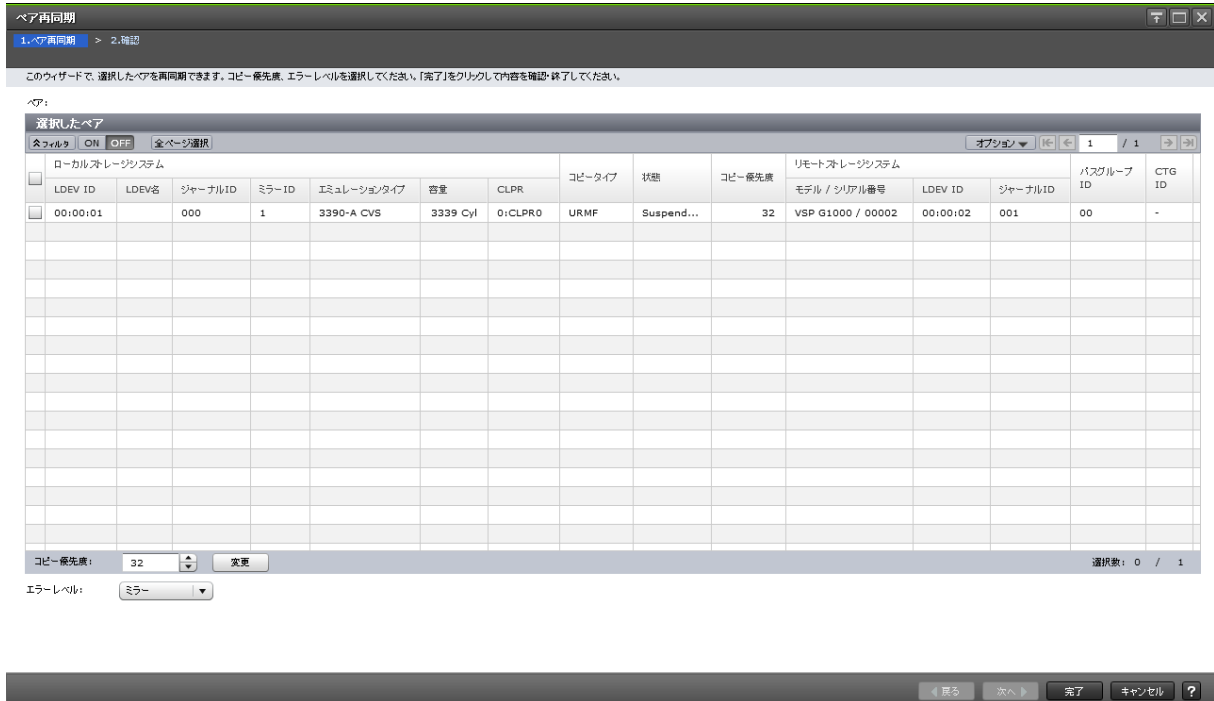 ペア再同期
1.ペア再同期 > 2.確認
このウィザードで、選択したペアを再同期できます。コピー優先度、エラーレベルを選択してください。「完了」をクリックして内容を確認・終了してください。
ペア:
選択したペア
フィルタ ON OFF 全ページ選択 オプション 1 / 1
ローカルストレージシステム コピータイプ 状態 コピー優先度 リモートストレージシステム パスグループID CTG ID
LDEV ID LDEV名 ジャーナルID ミラーID エミュレーションタイプ 容量 CLPR モデル / シリアル番号 LDEV ID ジャーナルID
00:00:01 000 1 3390-A CVS 3339 Cyl 0:CLPR0 URMF Suspend... 32 VSP G1000 / 00002 00:00:02 001 00 -
コピー優先度: 32 変更 選択数: 0 / 1
エラーレベル: ミラー
戻る 次へ 完了 キャンセル ?